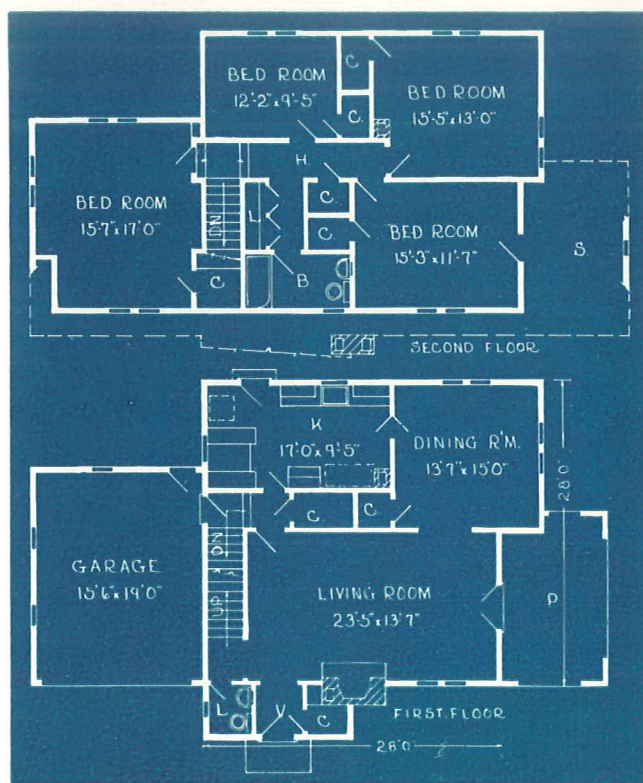 BED ROOM
12'-2" x 9'-5"
C.
C.
BED ROOM
15'-5" x 13'-0"
H.
BED ROOM
15'-7" x 17'-0"
DN
L.
C.
C.
BED ROOM
15'-3" x 11'-7"
S.
C
B
SECOND FLOOR
K
17'-0" x 9'-5"
DINING R'M.
13'-7" x 15'-0"
28'0
C.
C.
GARAGE
15'-6" x 19'-0"
DN
UP
LIVING ROOM
23'-5" x 13'-7"
P.
L.
V
C
FIRST FLOOR
28'0